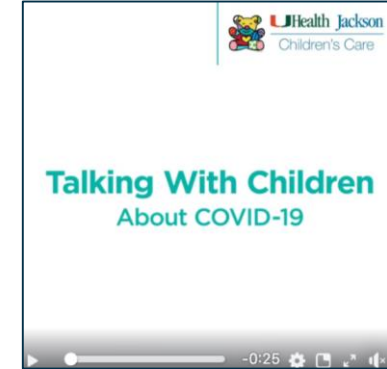 UHealth Jackson
Children's Care
Talking With Children
About COVID-19
-0:25